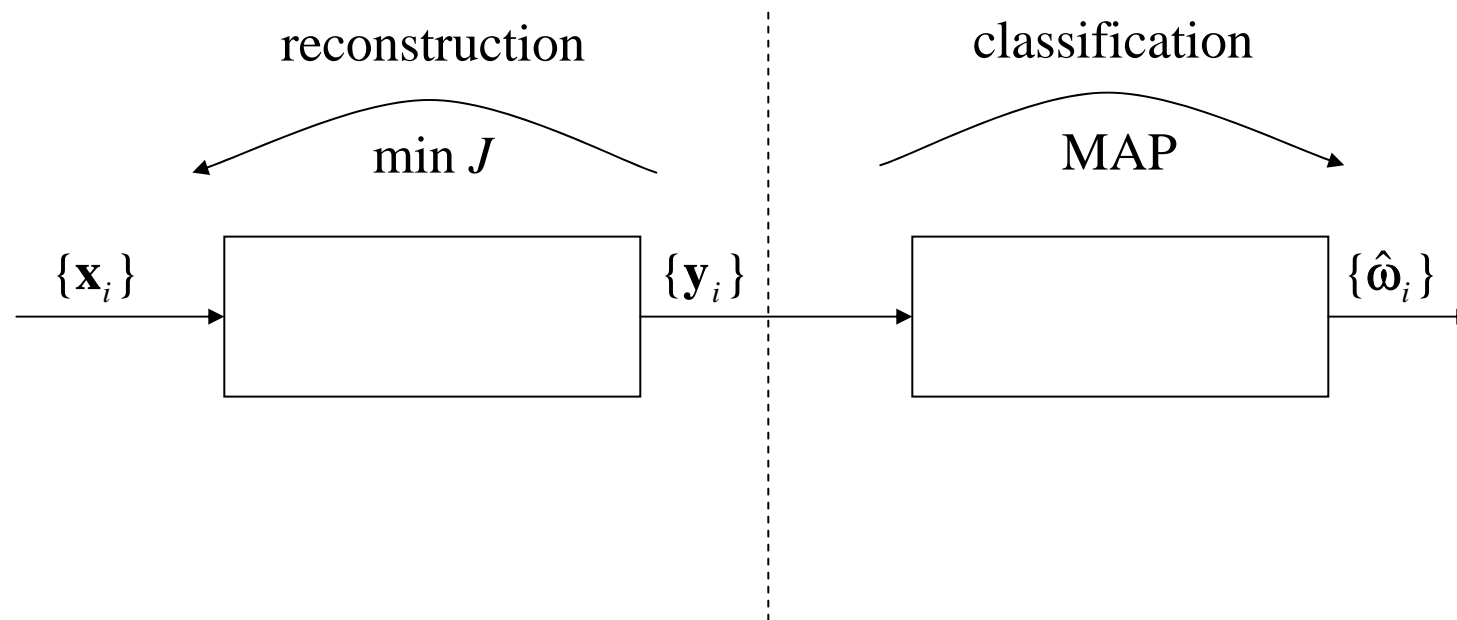 reconstruction
classification
min J
MAP
{x_i}
{y_i}
{ω̂_i}